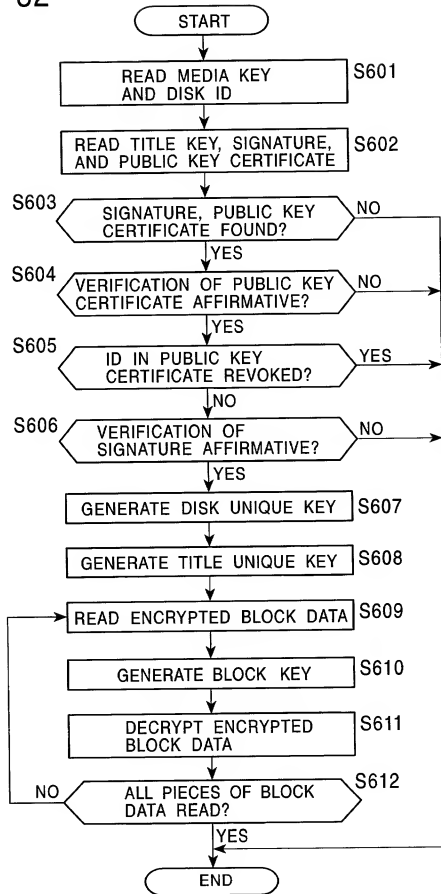 START
READ MEDIA KEY
AND DISK ID
S601
READ TITLE KEY, SIGNATURE,
AND PUBLIC KEY CERTIFICATE
S602
S603
SIGNATURE, PUBLIC KEY
CERTIFICATE FOUND?
NO
YES
S604
VERIFICATION OF PUBLIC KEY
CERTIFICATE AFFIRMATIVE?
NO
YES
S605
ID IN PUBLIC KEY
CERTIFICATE REVOKED?
YES
NO
S606
VERIFICATION OF
SIGNATURE AFFIRMATIVE?
NO
YES
GENERATE DISK UNIQUE KEY
S607
GENERATE TITLE UNIQUE KEY
S608
READ ENCRYPTED BLOCK DATA
S609
GENERATE BLOCK KEY
S610
DECRYPT ENCRYPTED
BLOCK DATA
S611
S612
NO
ALL PIECES OF BLOCK
DATA READ?
YES
END